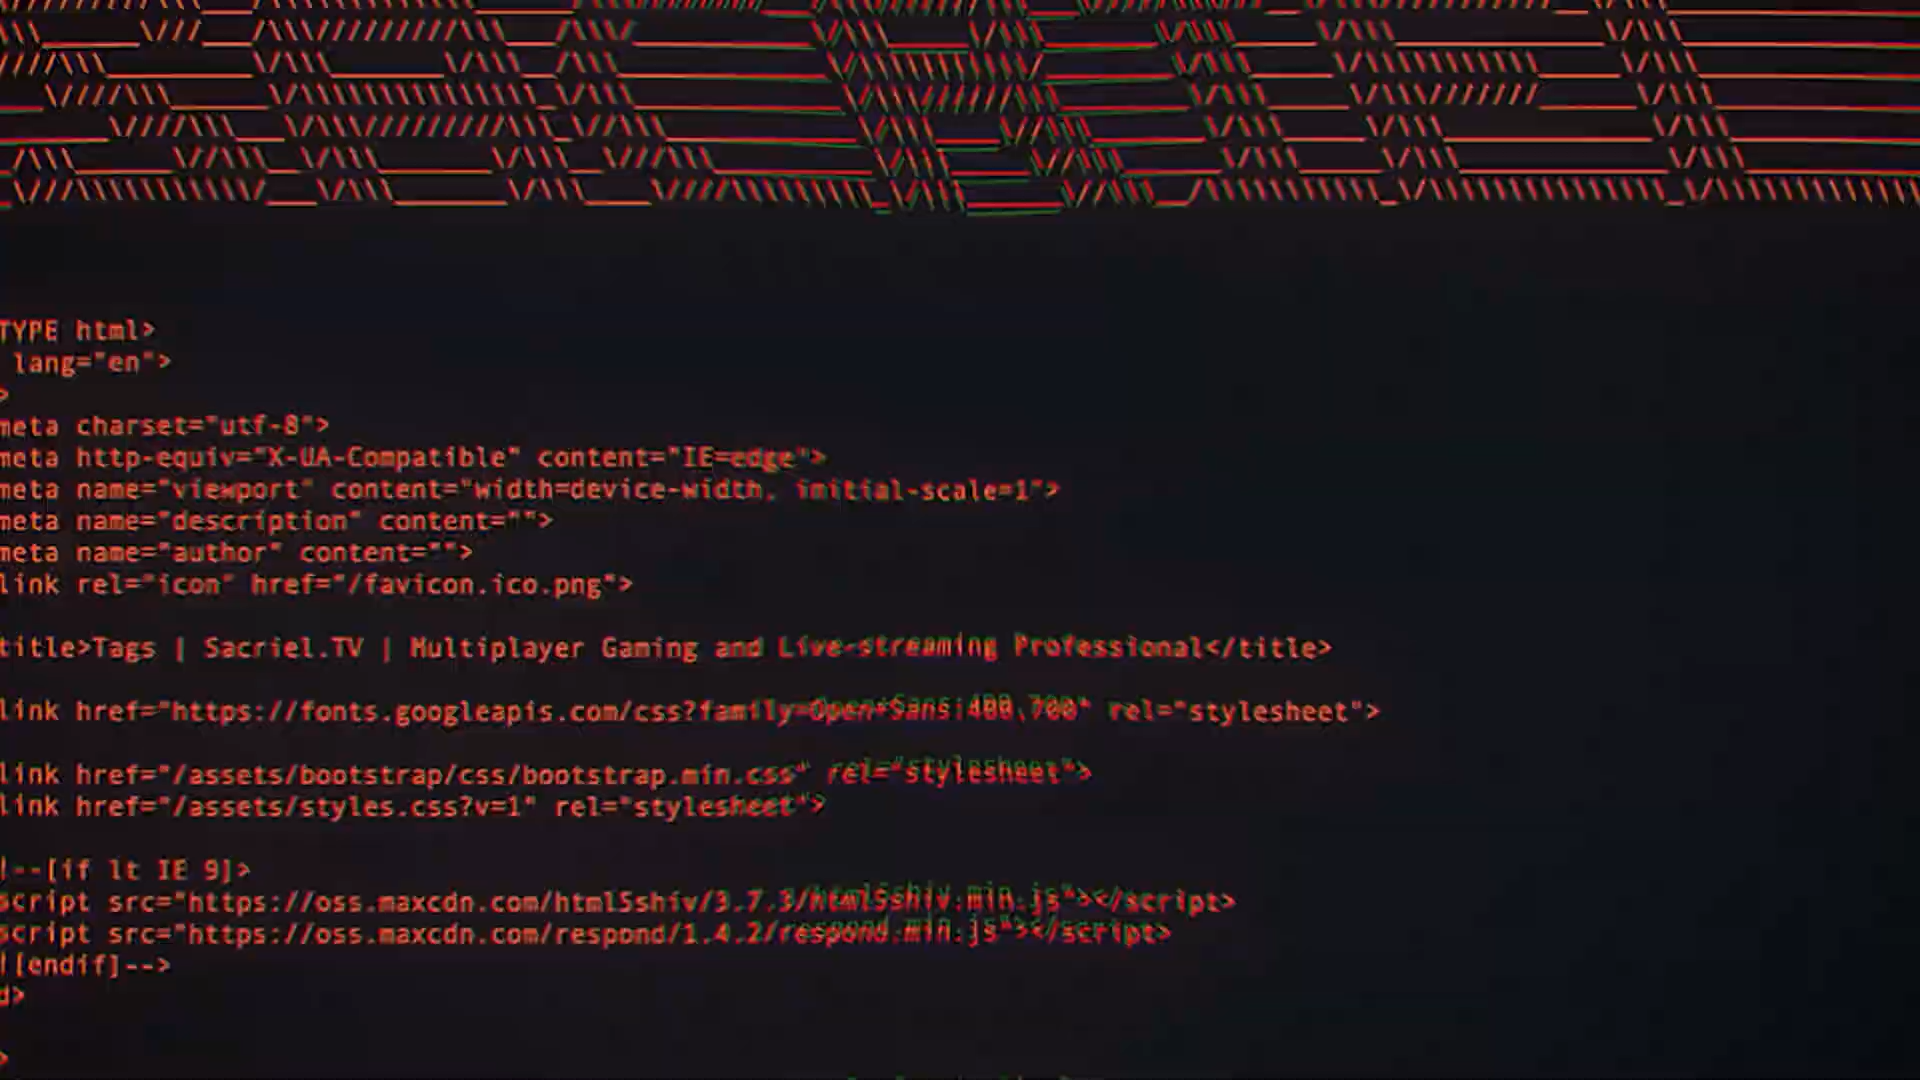 TYPE html>
lang="en">
>
meta charset="utf-8">
meta http-equiv="X-UA-Compatible" content="IE=edge">
meta name="viewport" content="width=device-width, initial-scale=1">
meta name="description" content="">
meta name="author" content="">
link rel="icon" href="/favicon.ico.png">
title>Tags | Sacriel.TV | Multiplayer Gaming and Live-streaming Professional</title>
link href="https://fonts.googleapis.com/css?family=Open+Sans:400,700" rel="stylesheet">
link href="/assets/bootstrap/css/bootstrap.min.css" rel="stylesheet">
link href="/assets/styles.css?v=1" rel="stylesheet">
!--[if lt IE 9]>
script src="https://oss.maxcdn.com/html5shiv/3.7.3/html5shiv.min.js"></script>
script src="https://oss.maxcdn.com/respond/1.4.2/respond.min.js"></script>
![endif]-->
d>
>